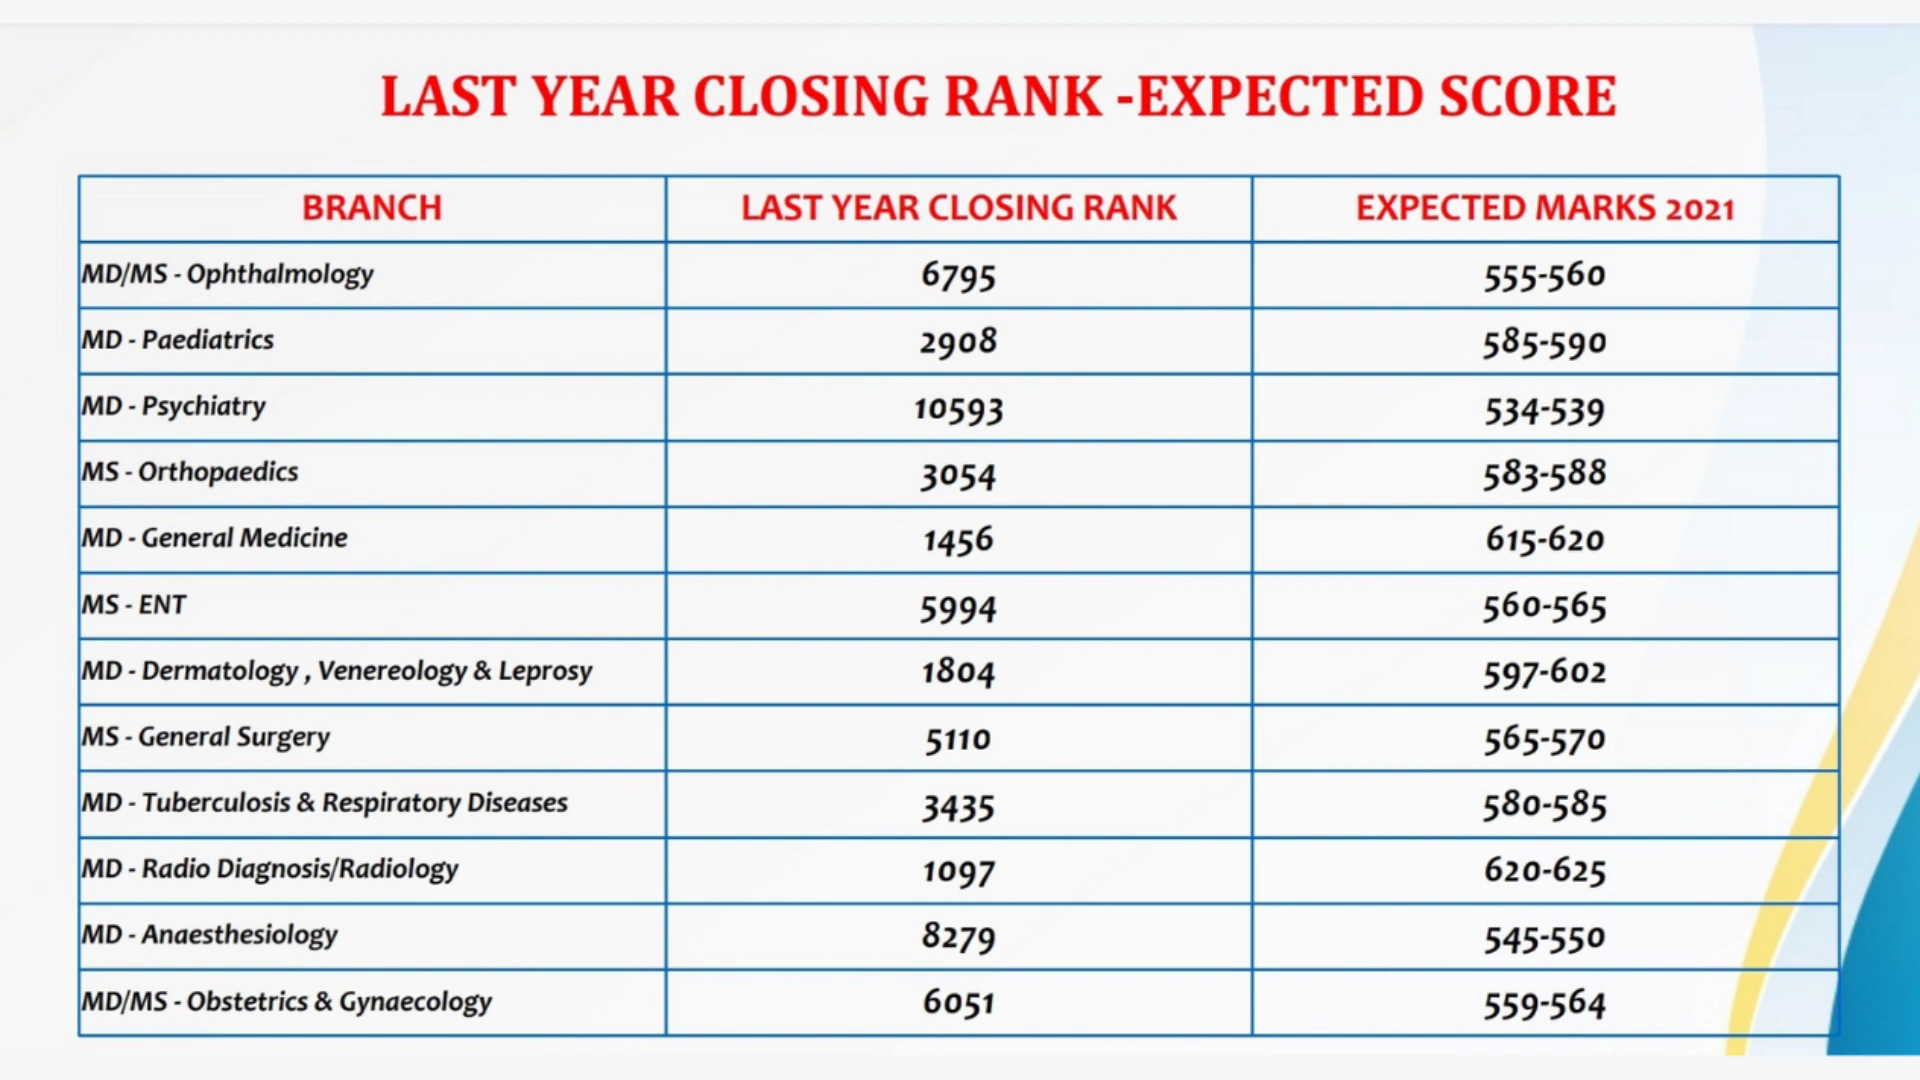 LAST YEAR CLOSING RANK -EXPECTED SCORE
BRANCH LAST YEAR CLOSING RANK EXPECTED MARKS 2021
MD/MS - Ophthalmology 6795 555-560
MD - Paediatrics 2908 585-590
MD - Psychiatry 10593 534-539
MS - Orthopaedics 3054 583-588
MD - General Medicine 1456 615-620
MS - ENT 5994 560-565
MD - Dermatology , Venereology & Leprosy 1804 597-602
MS - General Surgery 5110 565-570
MD - Tuberculosis & Respiratory Diseases 3435 580-585
MD - Radio Diagnosis/Radiology 1097 620-625
MD - Anaesthesiology 8279 545-550
MD/MS - Obstetrics & Gynaecology 6051 559-564